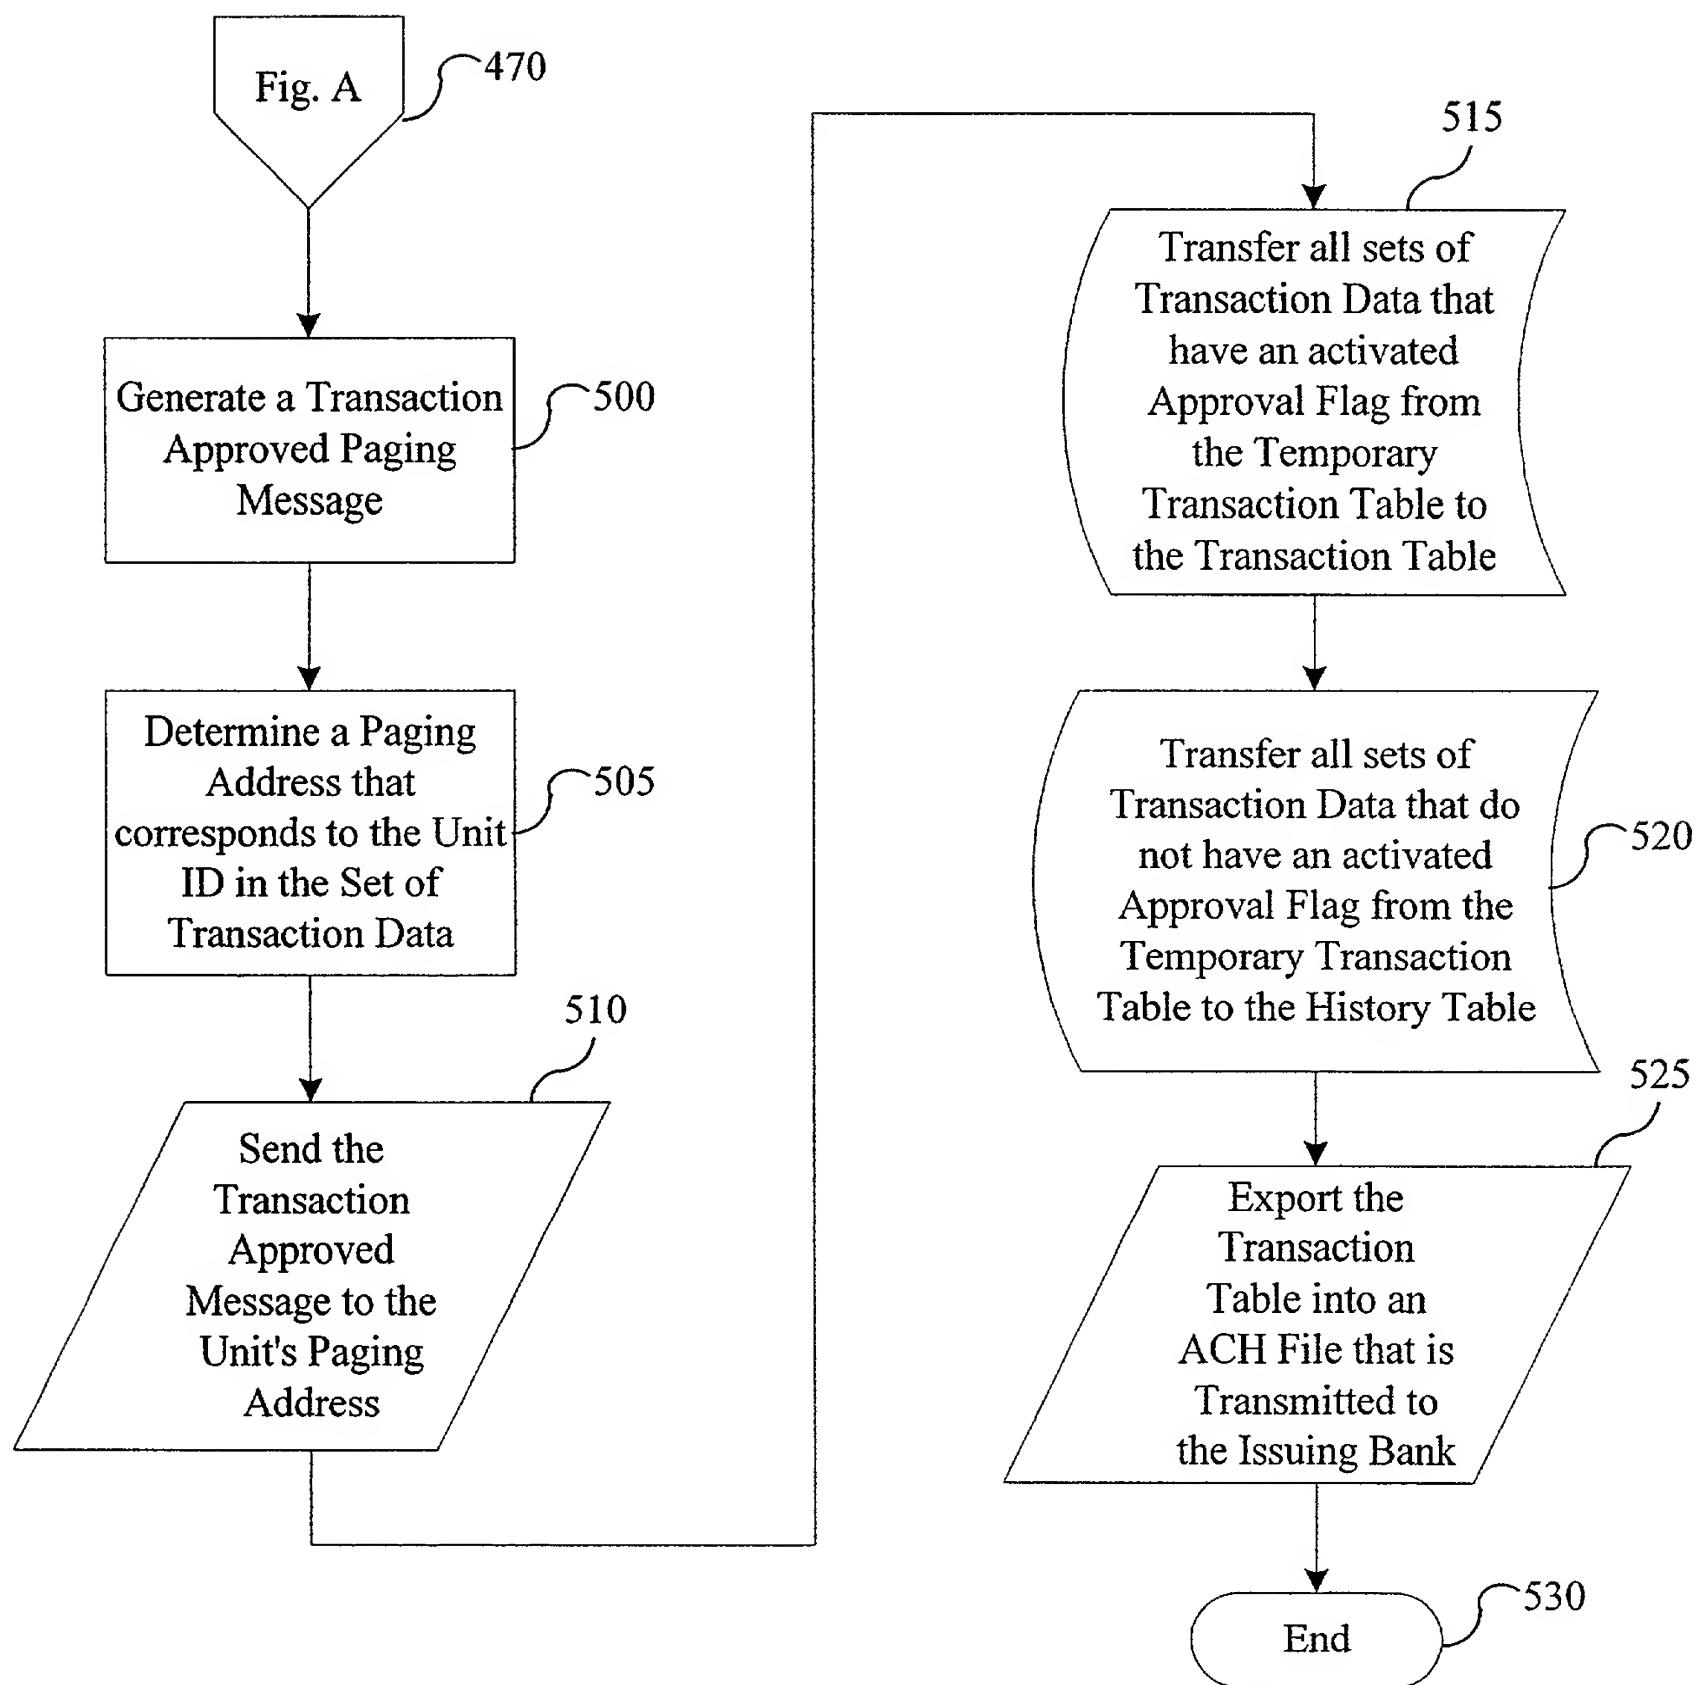 Fig. A
470
Generate a Transaction
Approved Paging
Message
500
Determine a Paging
Address that
corresponds to the Unit
ID in the Set of
Transaction Data
505
510
Send the
Transaction
Approved
Message to the
Unit's Paging
Address
515
Transfer all sets of
Transaction Data that
have an activated
Approval Flag from
the Temporary
Transaction Table to
the Transaction Table
Transfer all sets of
Transaction Data that do
not have an activated
Approval Flag from the
Temporary Transaction
Table to the History Table
520
525
Export the
Transaction
Table into an
ACH File that is
Transmitted to
the Issuing Bank
End
530